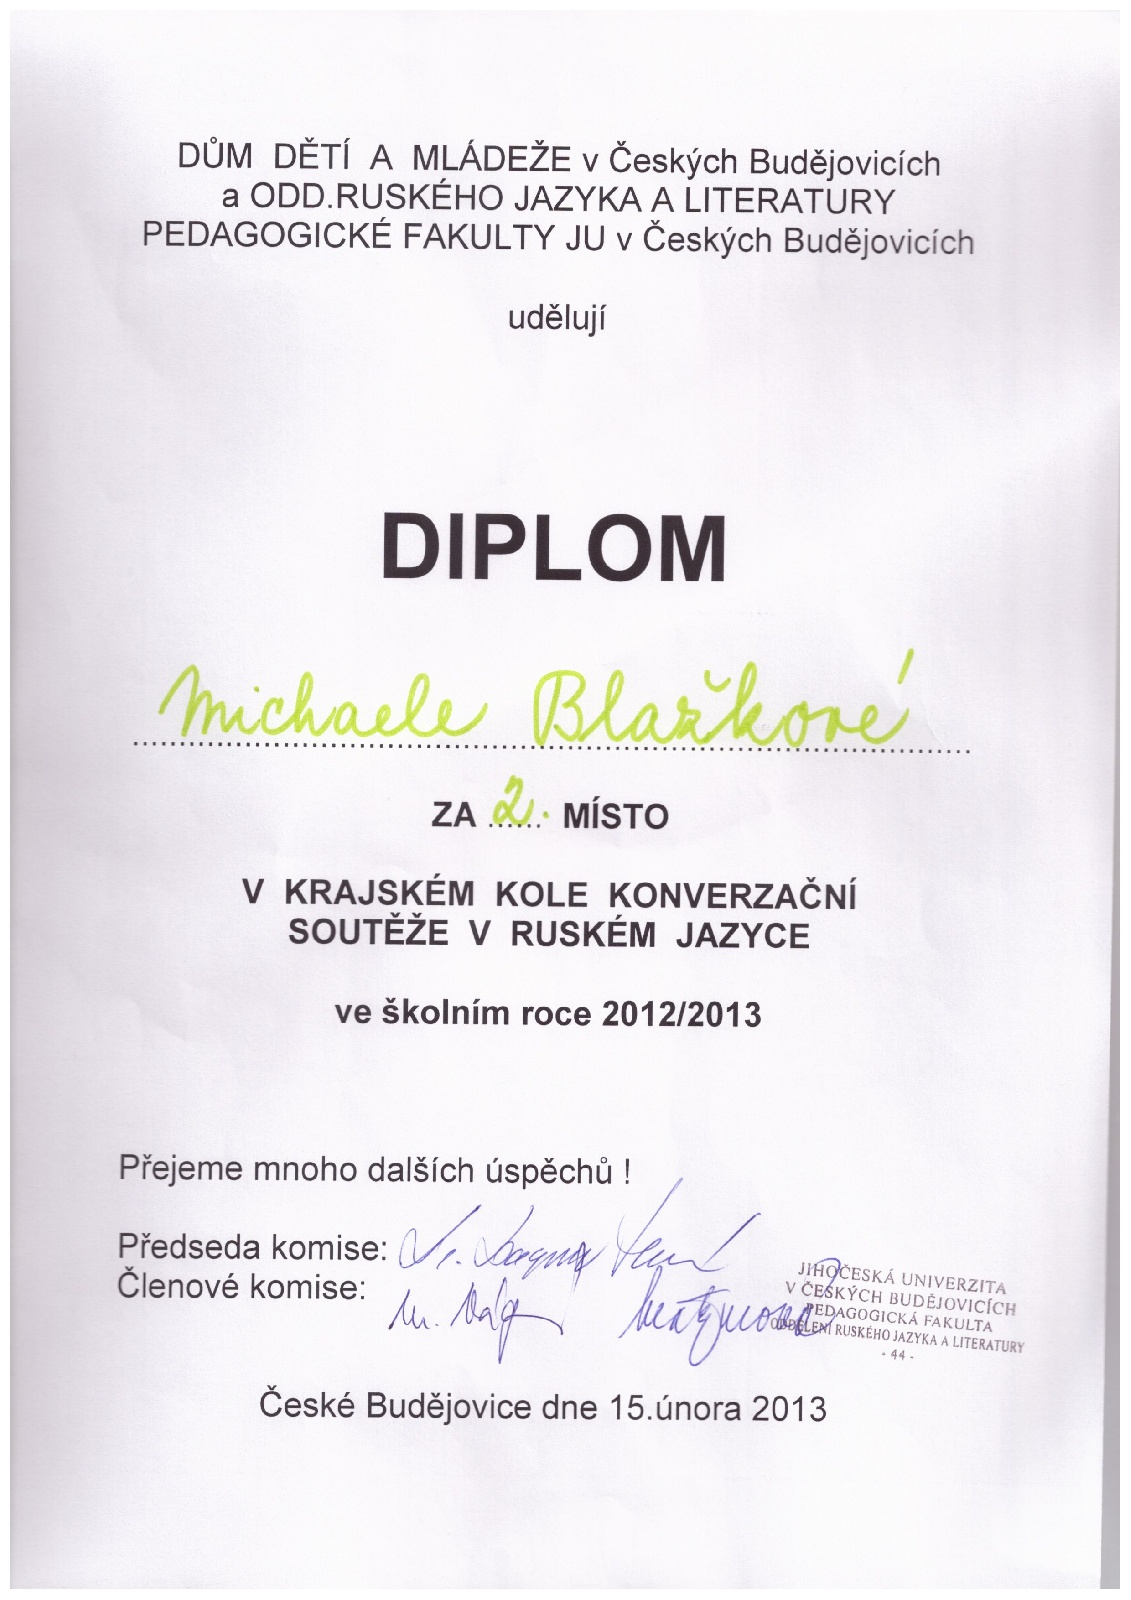 DŮM DĚTÍ A MLÁDEŽE v Českých Budějovicích
a ODD.RUSKÉHO JAZYKA A LITERATURY
PEDAGOGICKÉ FAKULTY JU v Českých Budějovicích
udělují
DIPLOM
Michaele Blažkové
ZA 2. MÍSTO
V KRAJSKÉM KOLE KONVERZAČNÍ
SOUTĚŽE V RUSKÉM JAZYCE
ve školním roce 2012/2013
Přejeme mnoho dalších úspěchů !
Předseda komise:
Členové komise:
JIHOČESKÁ UNIVERZITA
V ČESKÝCH BUDĚJOVICÍCH
PEDAGOGICKÁ FAKULTA
ODDĚLENÍ RUSKÉHO JAZYKA A LITERATURY
- 44 -
České Budějovice dne 15.února 2013